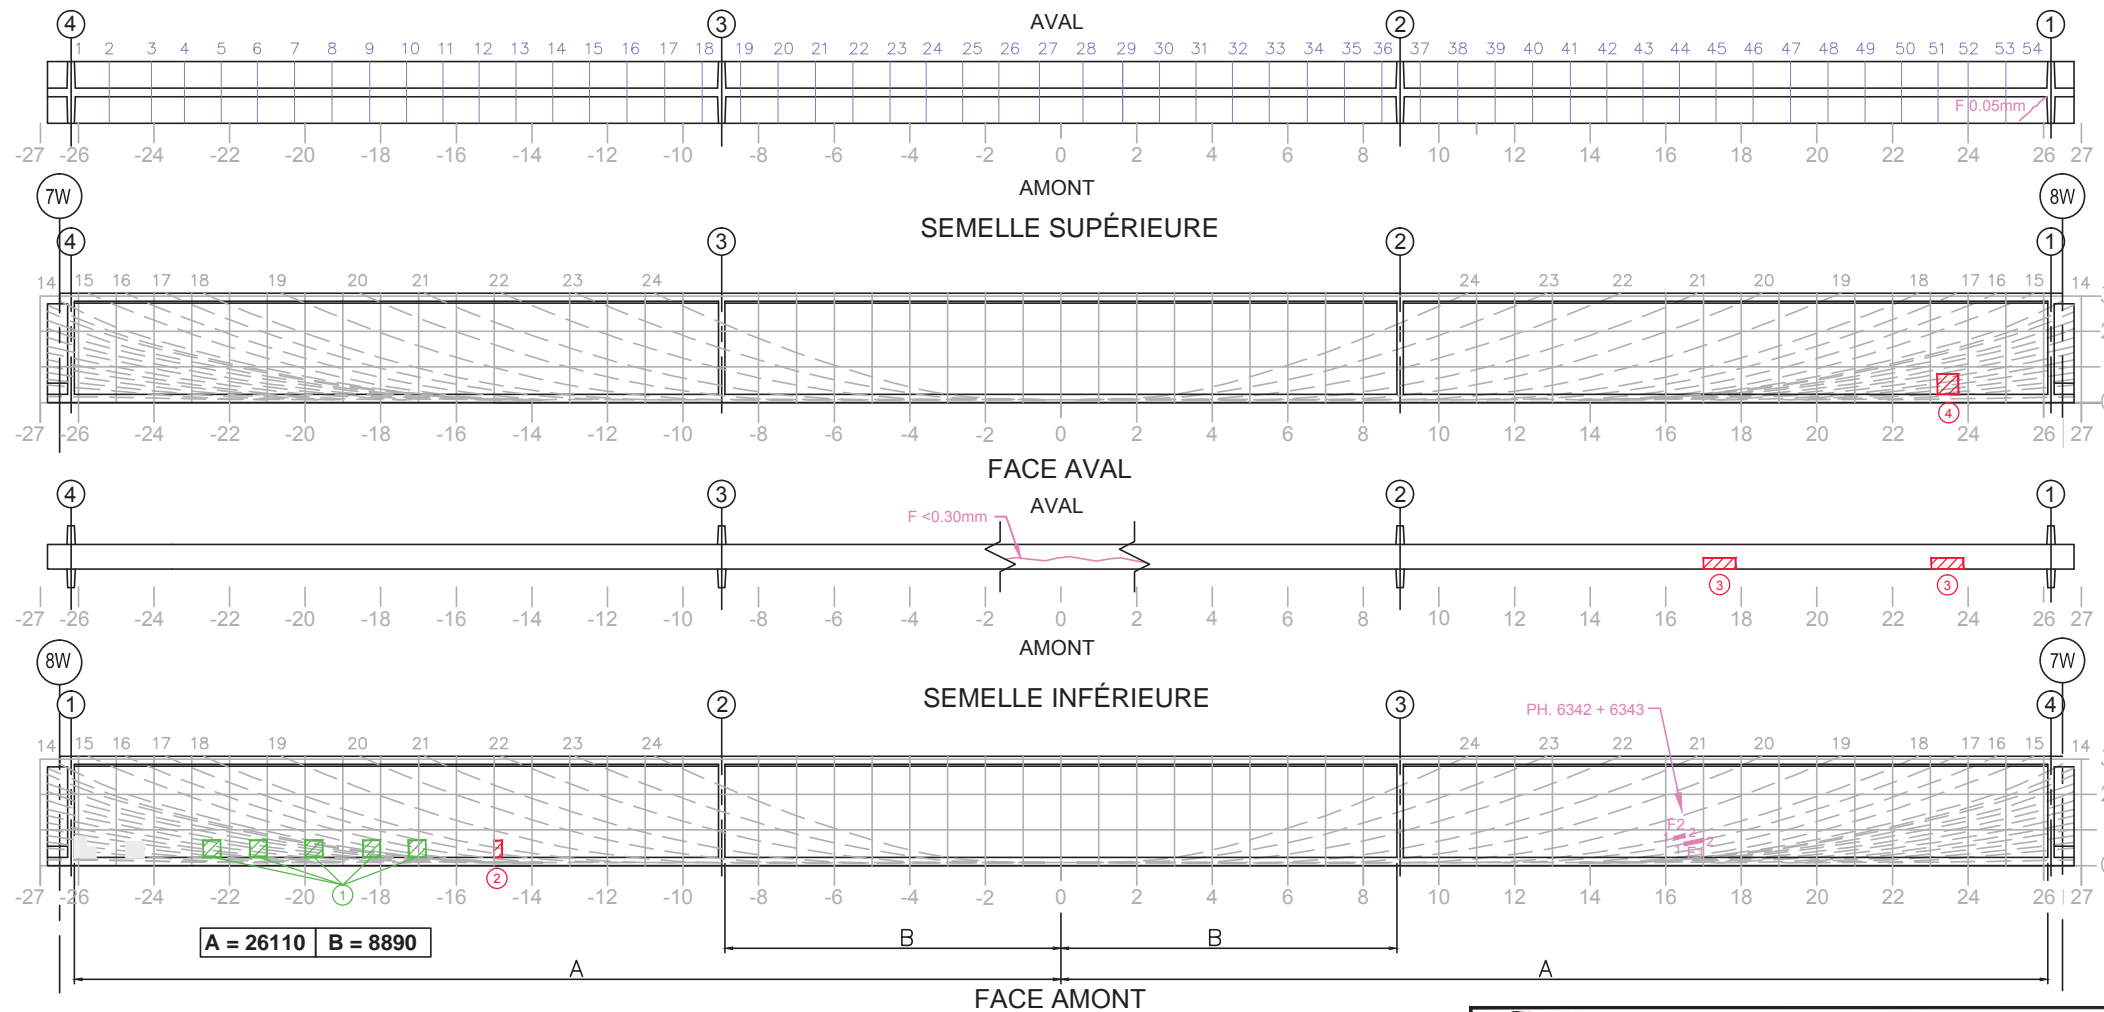 AVAL
4 3 2 1
1 2 3 4 5 6 7 8 9 10 11 12 13 14 15 16 17 18 19 20 21 22 23 24 25 26 27 28 29 30 31 32 33 34 35 36 37 38 39 40 41 42 43 44 45 46 47 48 49 50 51 52 53 54
F 0.05mm
-27 -26 -24 -22 -20 -18 -16 -14 -12 -10 -8 -6 -4 -2 0 2 4 6 8 10 12 14 16 18 20 22 24 26 27
AMONT
7W 8W
SEMELLE SUPÉRIEURE
4 3 2 1
14 15 16 17 18 19 20 21 22 23 24 24 23 22 21 20 19 18 17 16 15 14
4
-27 -26 -24 -22 -20 -18 -16 -14 -12 -10 -8 -6 -4 -2 0 2 4 6 8 10 12 14 16 18 20 22 24 26 27
FACE AVAL
4 3 2 1
AVAL
F <0.30mm
3 3
-27 -26 -24 -22 -20 -18 -16 -14 -12 -10 -8 -6 -4 -2 0 2 4 6 8 10 12 14 16 18 20 22 24 26 27
AMONT
8W 7W
SEMELLE INFÉRIEURE
1 2 3 4
PH. 6342 + 6343
14 15 16 17 18 19 20 21 22 23 24 24 23 22 21 20 19 18 17 16 15 14
F2 2
1 2
1 2
-27 -26 -24 -22 -20 -18 -16 -14 -12 -10 -8 -6 -4 -2 0 2 4 6 8 10 12 14 16 18 20 22 24 26 27
A = 26110 B = 8890
B B
A A
FACE AMONT